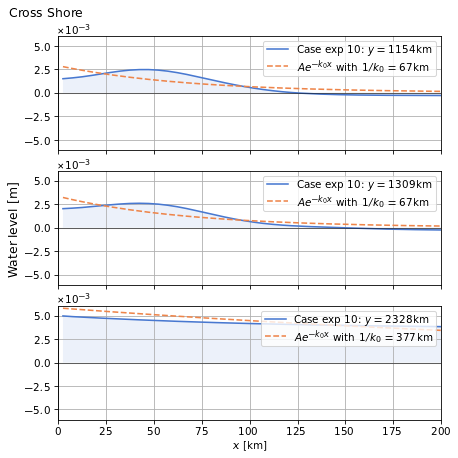 Cross Shore
×10⁻³
5.0
2.5
0.0
−2.5
−5.0
Case exp 10: y = 1154km
Ae^{−k₀x} with 1/k₀ = 67km
×10⁻³
5.0
2.5
0.0
−2.5
−5.0
Case exp 10: y = 1309km
Ae^{−k₀x} with 1/k₀ = 67km
Water level [m]
×10⁻³
5.0
2.5
0.0
−2.5
−5.0
Case exp 10: y = 2328km
Ae^{−k₀x} with 1/k₀ = 377km
0 25 50 75 100 125 150 175 200
x [km]